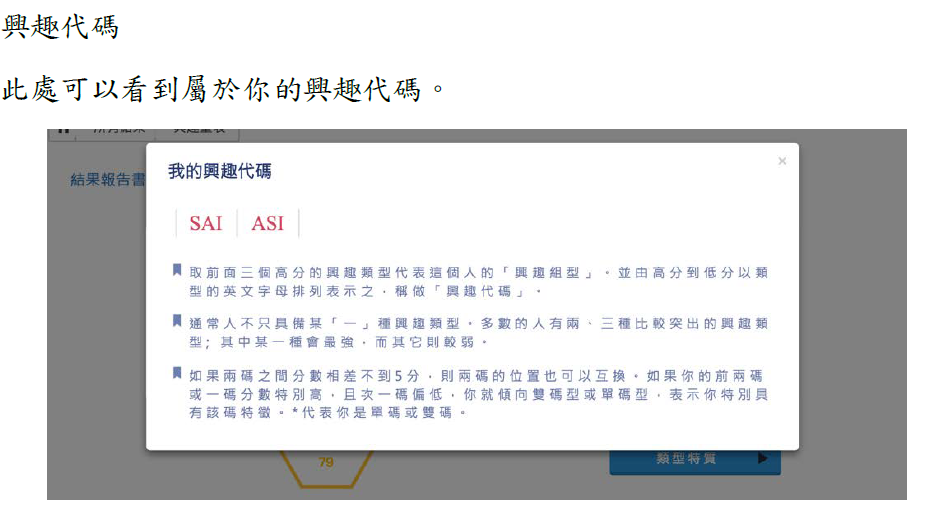 興趣代碼
此處可以看到屬於你的興趣代碼。
所有結果 興趣量表
結果報告書
我的興趣代碼
×
SAI ASI
取前面三個高分的興趣類型代表這個人的「興趣組型」。並由高分到低分以類
型的英文字母排列表示之,稱做「興趣代碼」。
通常人不只具備某「一」種興趣類型。多數的人有兩、三種比較突出的興趣類
型; 其中某一種會最強,而其它則較弱。
如果兩碼之間分數相差不到5分,則兩碼的位置也可以互換。如果你的前兩碼
或一碼分數特別高,且次一碼偏低,你就傾向雙碼型或單碼型,表示你特別具
有該碼特徵。*代表你是單碼或雙碼。
79
類型特質